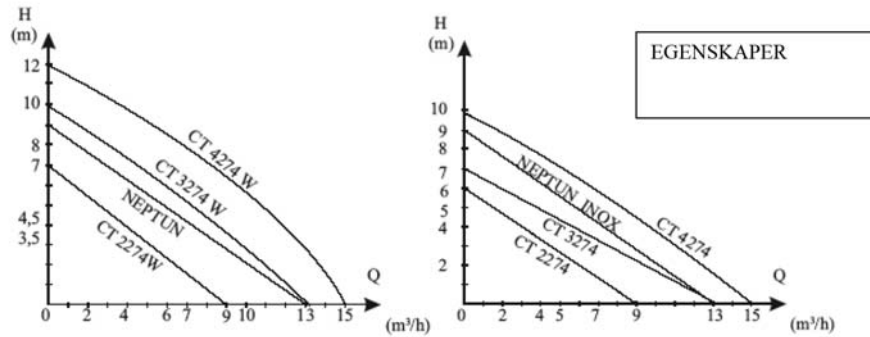 H
(m)
12
10
8
7
4,5
3,5
CT 4274 W
CT 3274 W
NEPTUN
CT 2274W
Q
0 2 4 6 9 10 13 15
(m³/h)
H
(m)
EGENSKAPER
10
9
8
7
6
5
4
2
NEPTUN INOX
CT 4274
CT 3274
CT 2274
Q
0 2 4 5 7 9 13 15
(m³/h)